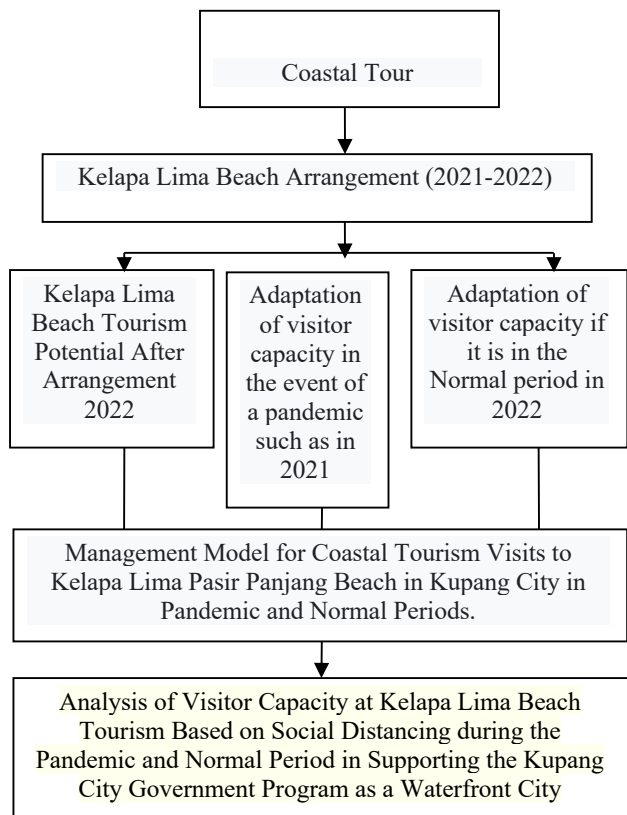 Coastal Tour
Kelapa Lima Beach Arrangement (2021-2022)
Kelapa Lima
Beach Tourism
Potential After
Arrangement
2022
Adaptation
of visitor
capacity in
the event of
a pandemic
such as in
2021
Adaptation of
visitor capacity if
it is in the
Normal period in
2022
Management Model for Coastal Tourism Visits to
Kelapa Lima Pasir Panjang Beach in Kupang City in
Pandemic and Normal Periods.
Analysis of Visitor Capacity at Kelapa Lima Beach
Tourism Based on Social Distancing during the
Pandemic and Normal Period in Supporting the Kupang
City Government Program as a Waterfront City